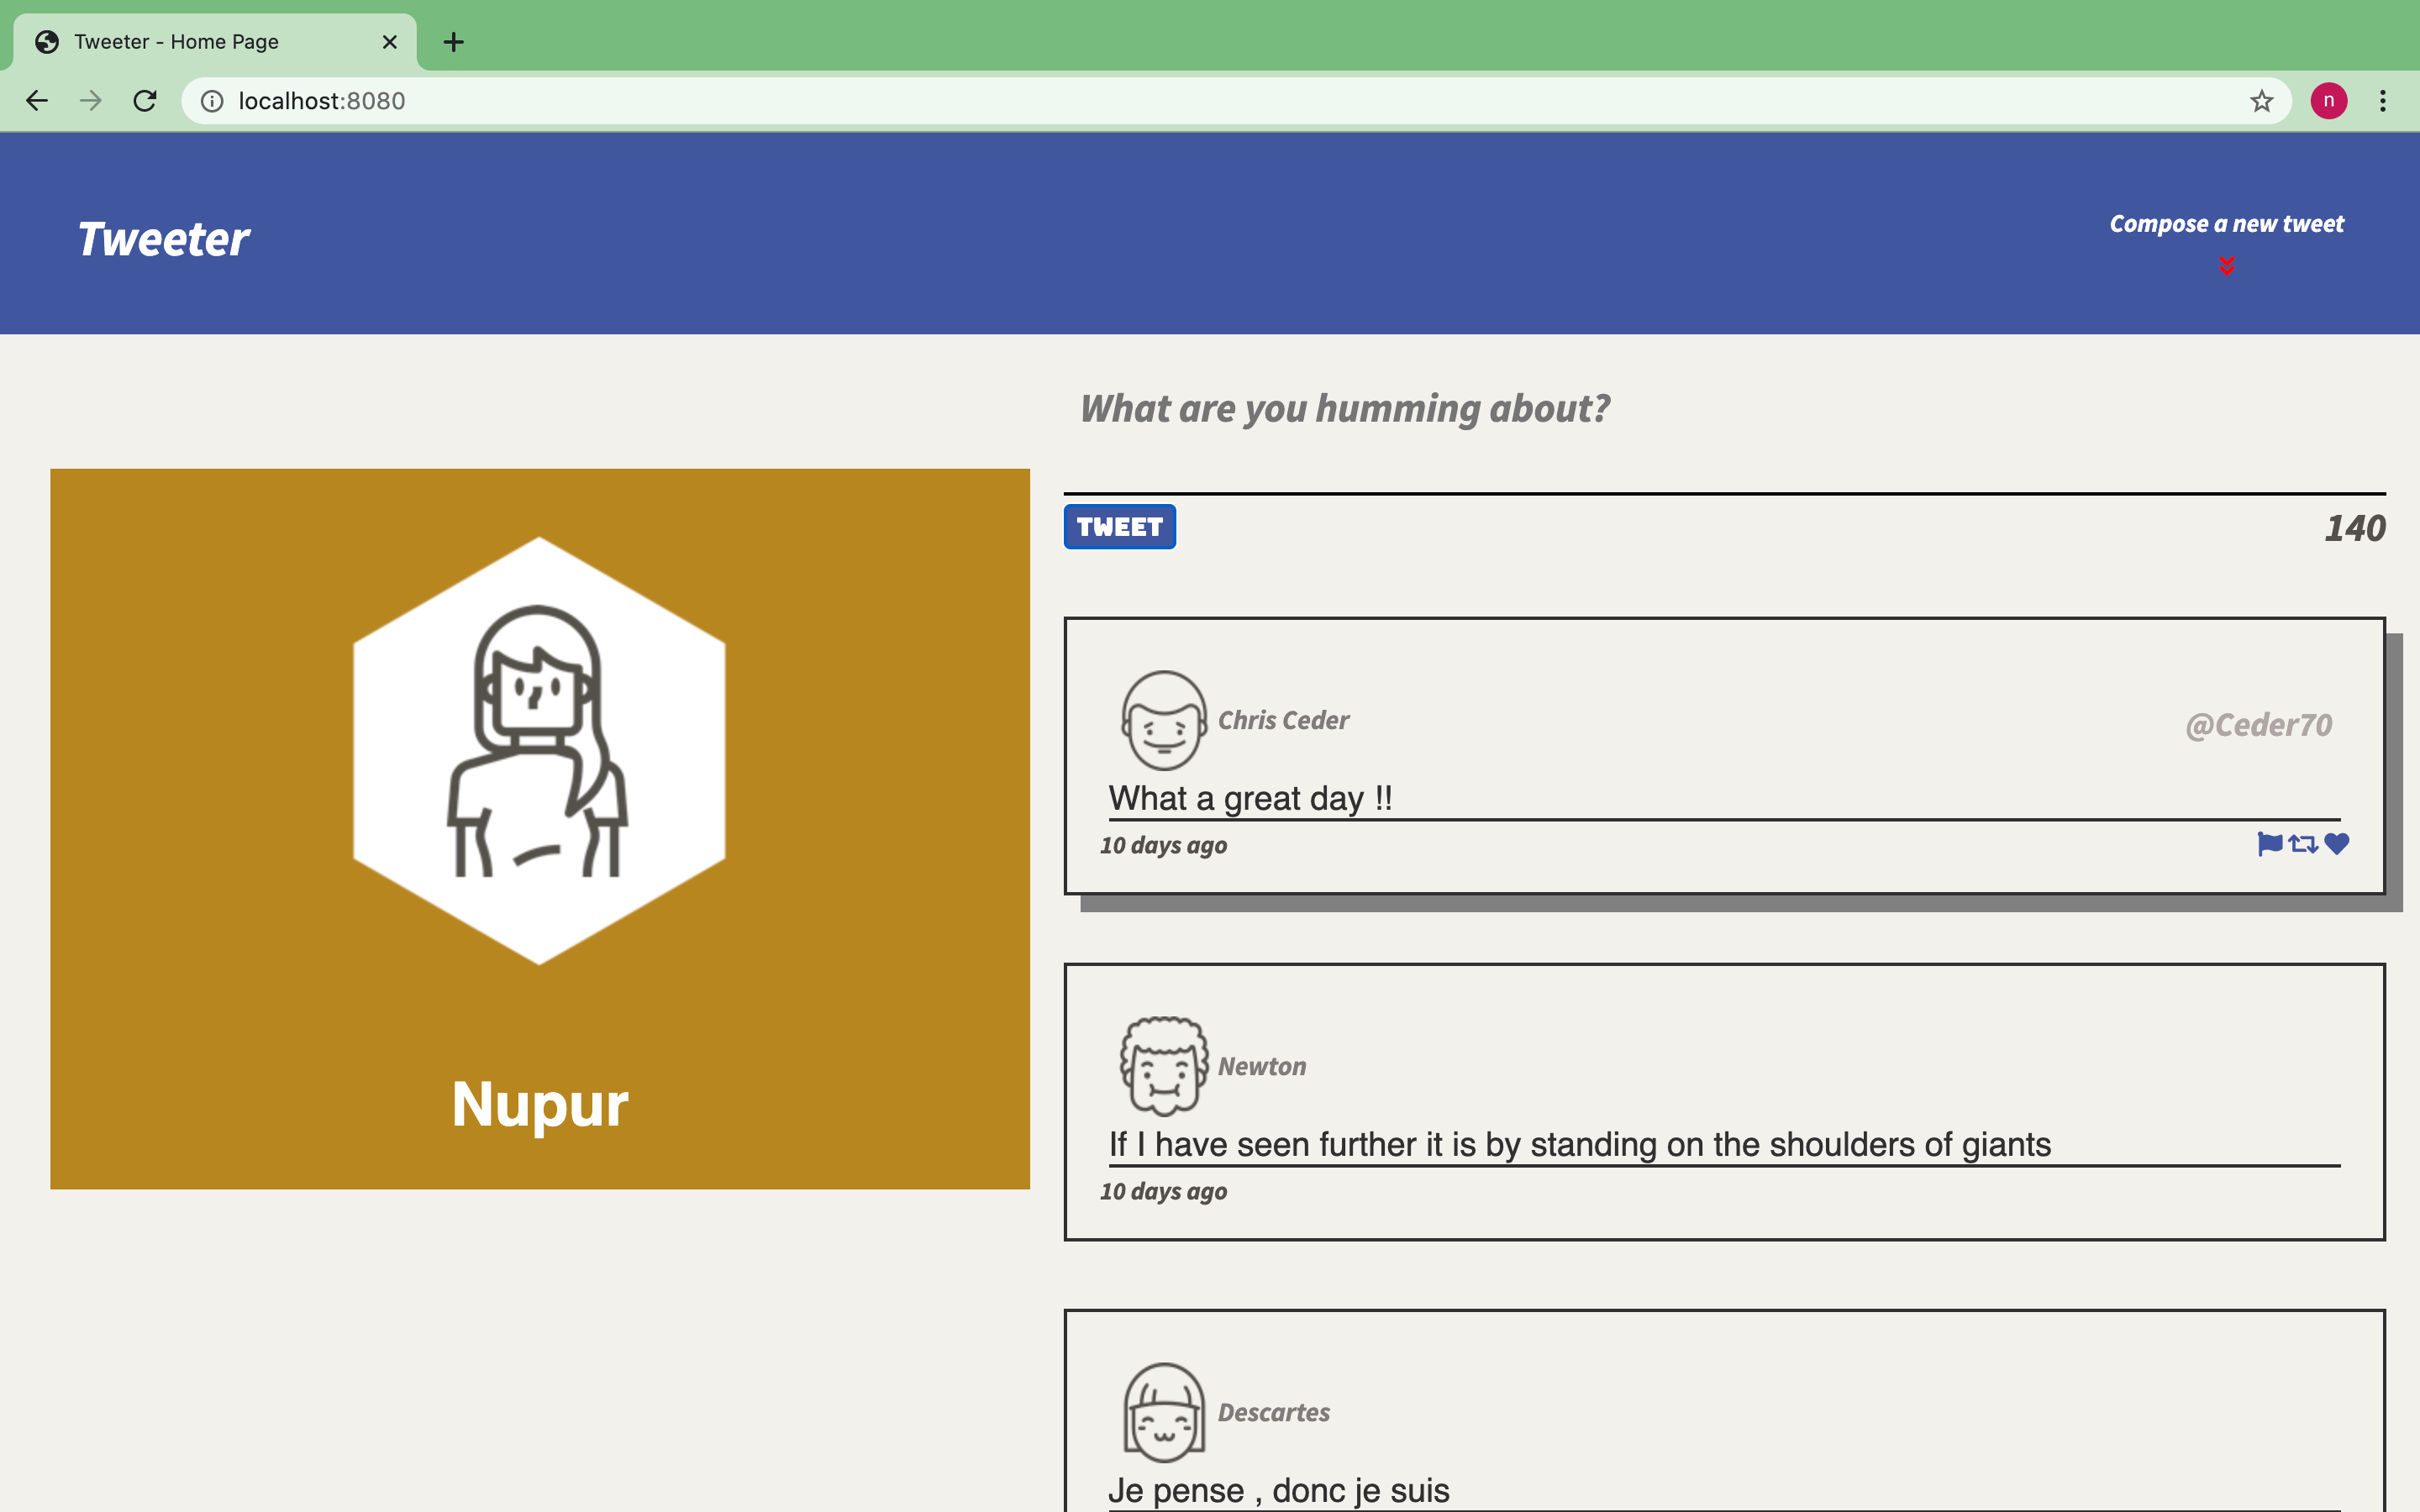 Tweeter - Home Page
localhost:8080
n
Tweeter
Compose a new tweet
What are you humming about?
TWEET
140
Nupur
Chris Ceder
@Ceder70
What a great day !!
10 days ago
Newton
If I have seen further it is by standing on the shoulders of giants
10 days ago
Descartes
Je pense , donc je suis